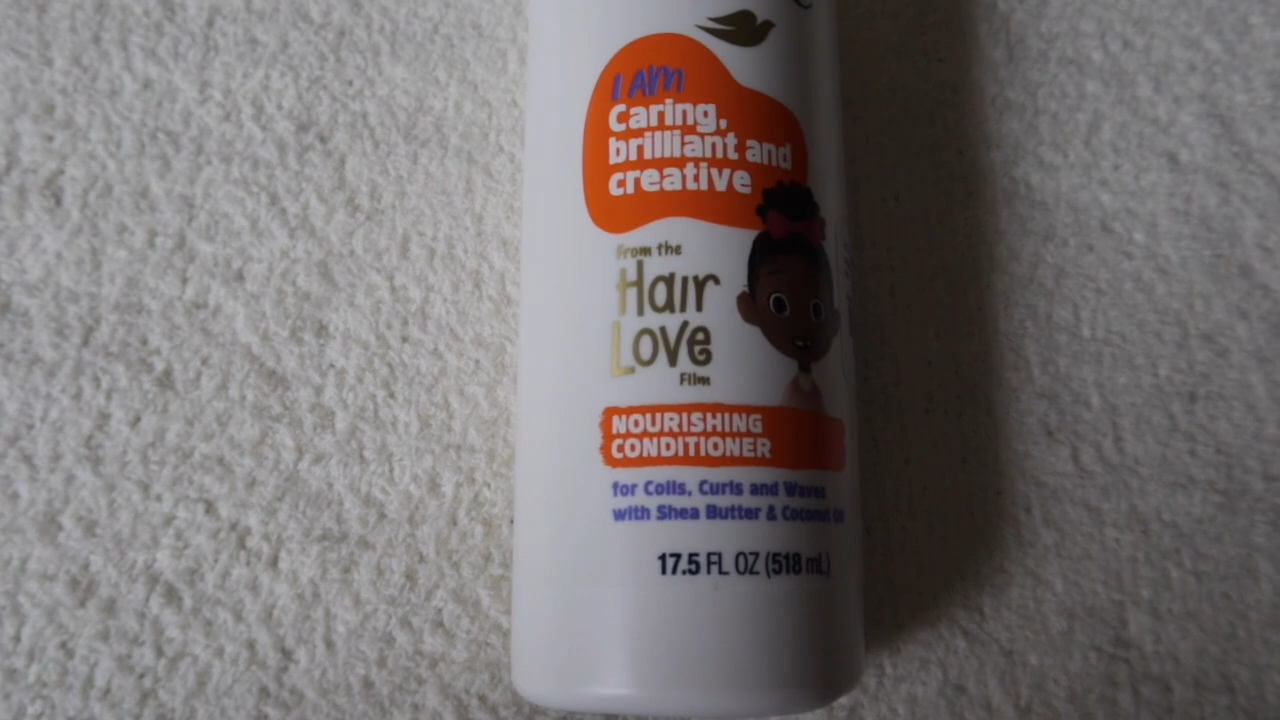 I AM
Caring,
brilliant and
creative
From the
Hair
Love
Film
NOURISHING
CONDITIONER
for Coils, Curls and Waves
with Shea Butter & Coconut Oil
17.5 FL OZ (518 mL)